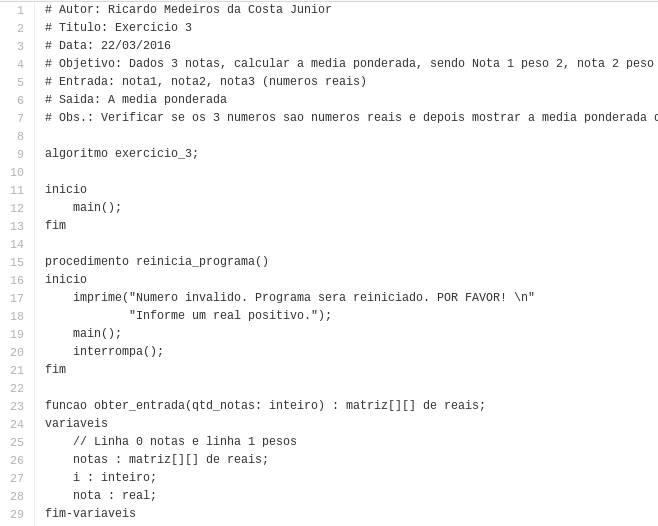 1 # Autor: Ricardo Medeiros da Costa Junior
2 # Titulo: Exercicio 3
3 # Data: 22/03/2016
4 # Objetivo: Dados 3 notas, calcular a media ponderada, sendo Nota 1 peso 2, nota 2 peso
5 # Entrada: nota1, nota2, nota3 (numeros reais)
6 # Saida: A media ponderada
7 # Obs.: Verificar se os 3 numeros sao numeros reais e depois mostrar a media ponderada
8
9 algoritmo exercicio_3;
10
11 inicio
12     main();
13 fim
14
15 procedimento reinicia_programa()
16 inicio
17     imprime("Numero invalido. Programa sera reiniciado. POR FAVOR! \n"
18             "Informe um real positivo.");
19     main();
20     interrompa();
21 fim
22
23 funcao obter_entrada(qtd_notas: inteiro) : matriz[][] de reais;
24 variaveis
25     // Linha 0 notas e linha 1 pesos
26     notas : matriz[][] de reais;
27     i : inteiro;
28     nota : real;
29 fim-variaveis